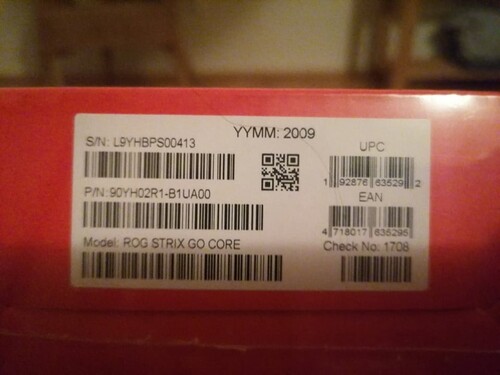 YYMM: 2009
S/N: L9YHBPS00413
UPC
1 92876 63529 2
P/N:90YH02R1-B1UA00
EAN
4 718017 635295
Model: ROG STRIX GO CORE
Check No: 1708